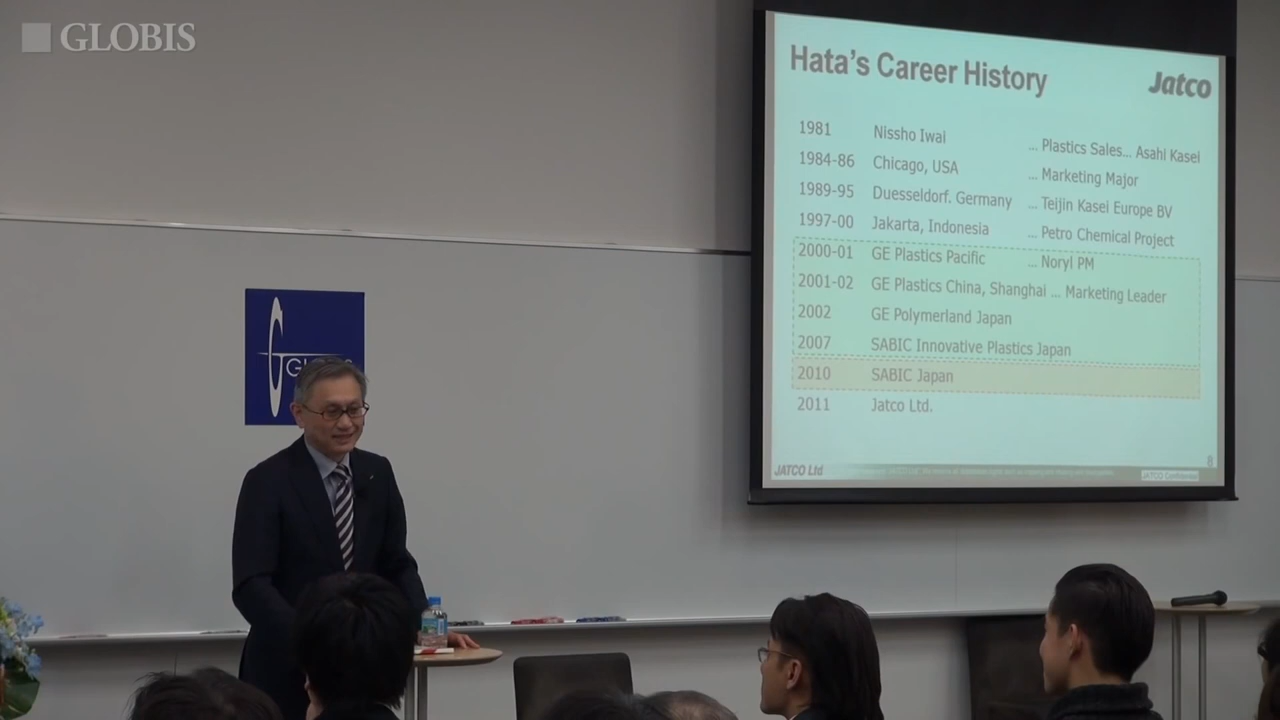 GLOBIS
Hata's Career History
Jatco
1981 Nissho Iwai ... Plastics Sales... Asahi Kasei
1984-86 Chicago, USA ... Marketing Major
1989-95 Duesseldorf. Germany ... Teijin Kasei Europe BV
1997-00 Jakarta, Indonesia ... Petro Chemical Project
2000-01 GE Plastics Pacific ... Noryl PM
2001-02 GE Plastics China, Shanghai ... Marketing Leader
2002 GE Polymerland Japan
2007 SABIC Innovative Plastics Japan
2010 SABIC Japan
2011 Jatco Ltd.
8
JATCO Ltd
JATCO Confidential